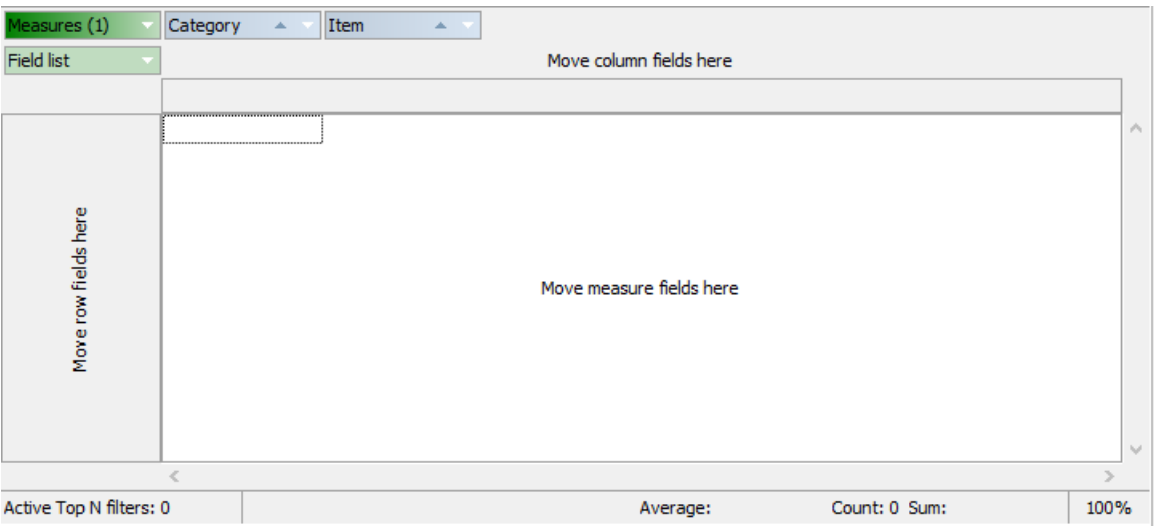 Measures (1) Category Item
Field list Move column fields here
Move row fields here
Move measure fields here
Active Top N filters: 0 Average: Count: 0 Sum: 100%